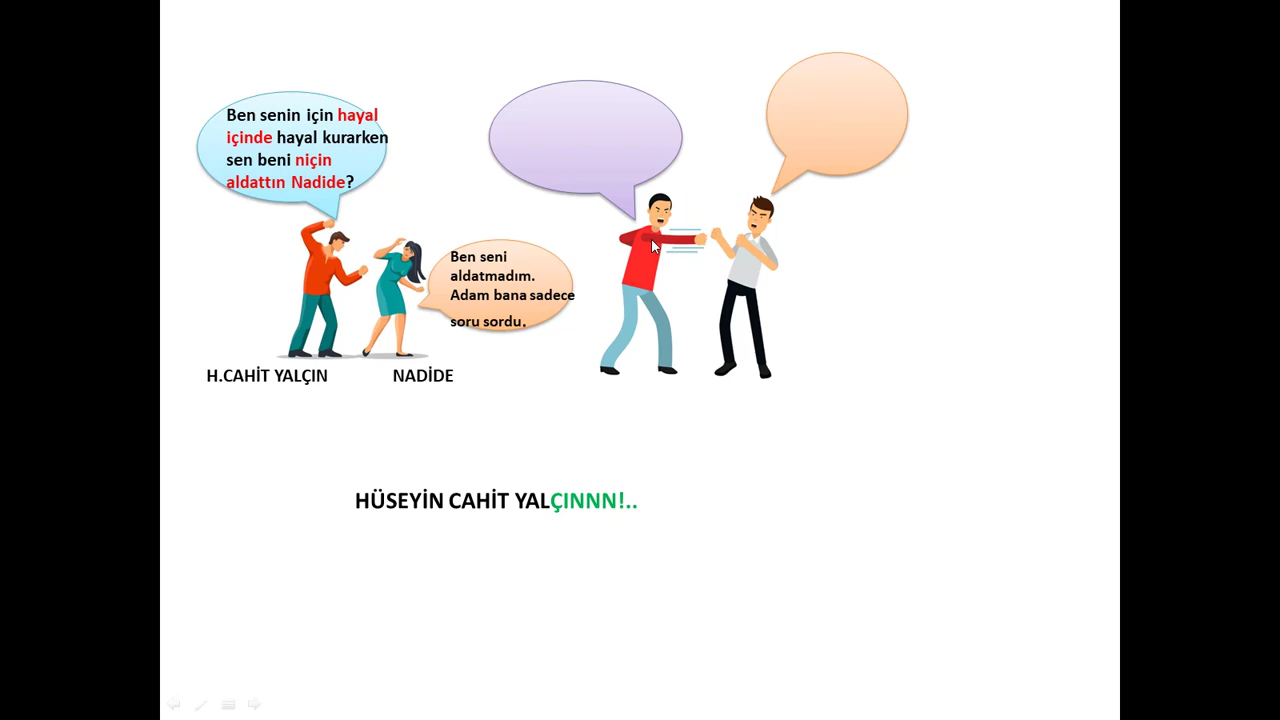 Ben senin için hayal
içinde hayal kurarken
sen beni niçin
aldattın Nadide?
Ben seni
aldatmadım.
Adam bana sadece
soru sordu.
H.CAHİT YALÇIN
NADİDE
HÜSEYİN CAHİT YALÇINNN!..